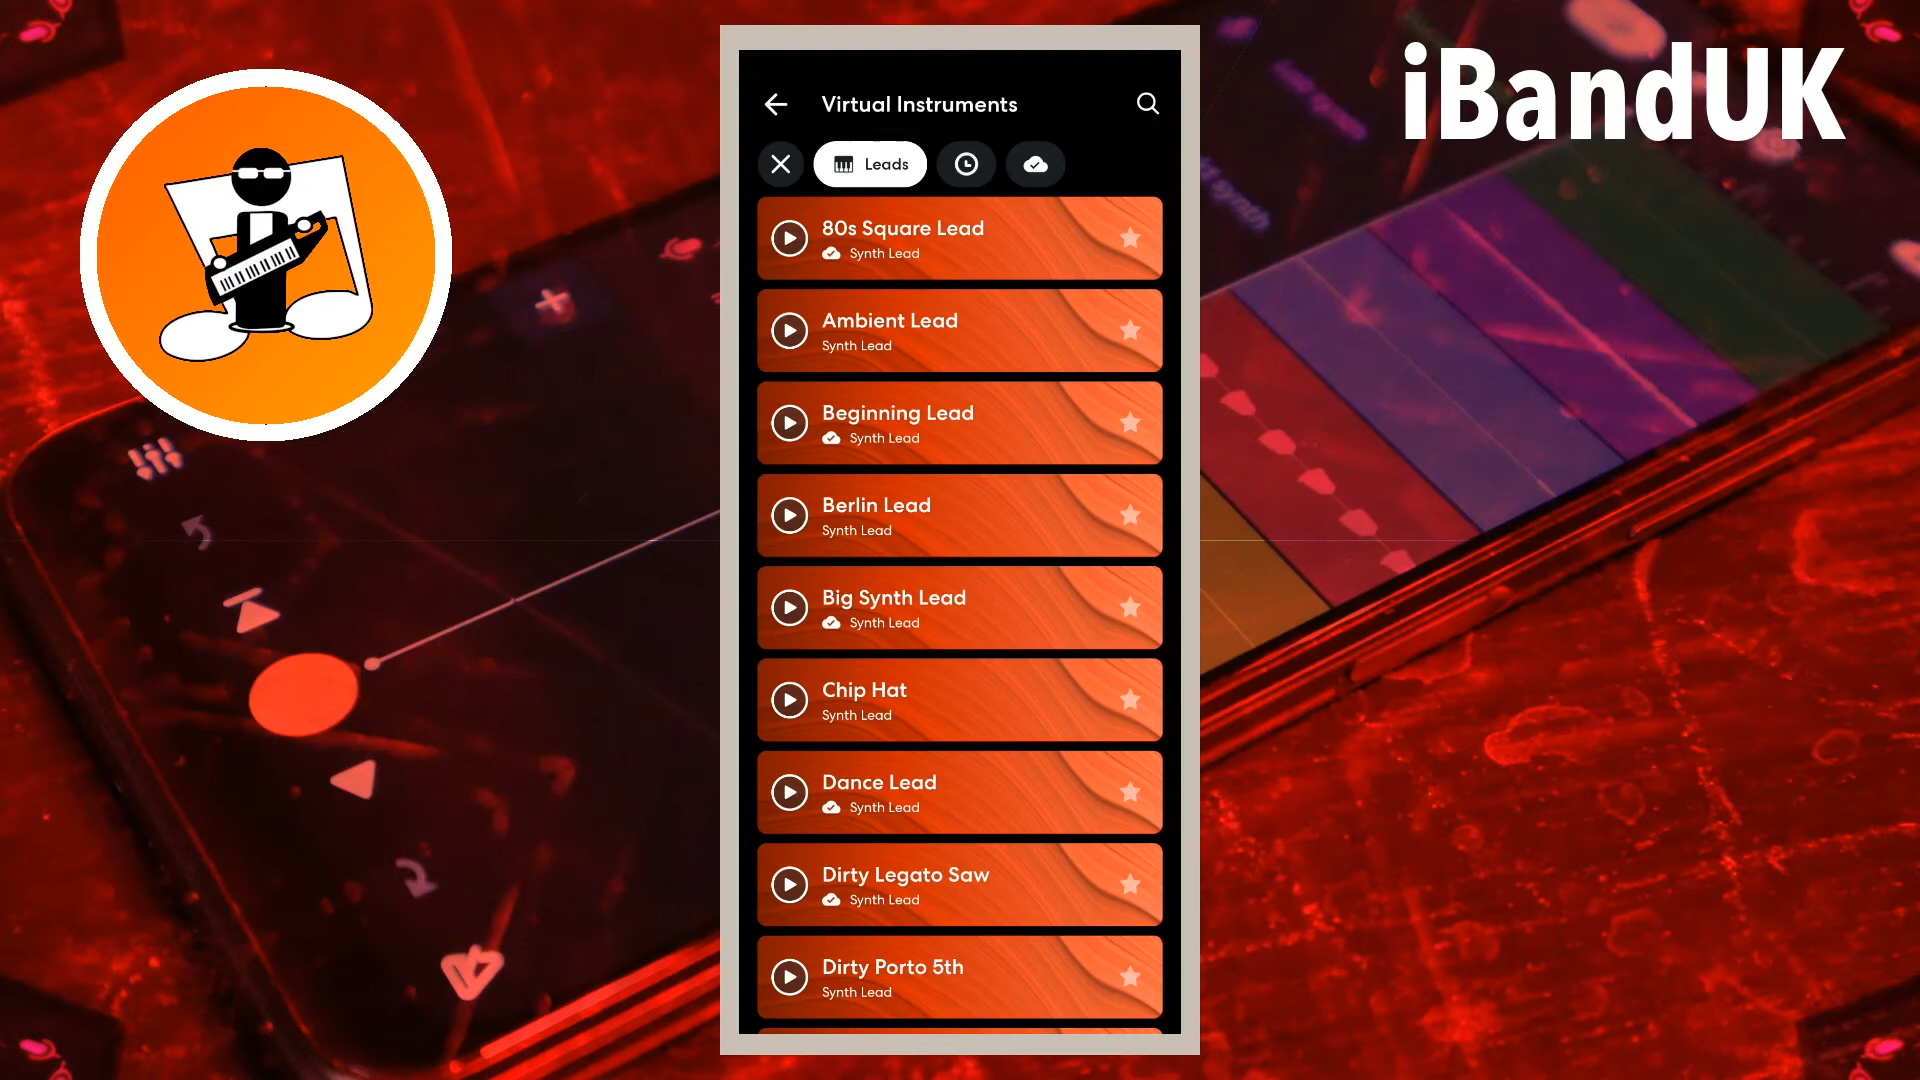 iBandUK
Virtual Instruments
Leads
80s Square Lead
Synth Lead
Ambient Lead
Synth Lead
Beginning Lead
Synth Lead
Berlin Lead
Synth Lead
Big Synth Lead
Synth Lead
Chip Hat
Synth Lead
Dance Lead
Synth Lead
Dirty Legato Saw
Synth Lead
Dirty Porto 5th
Synth Lead